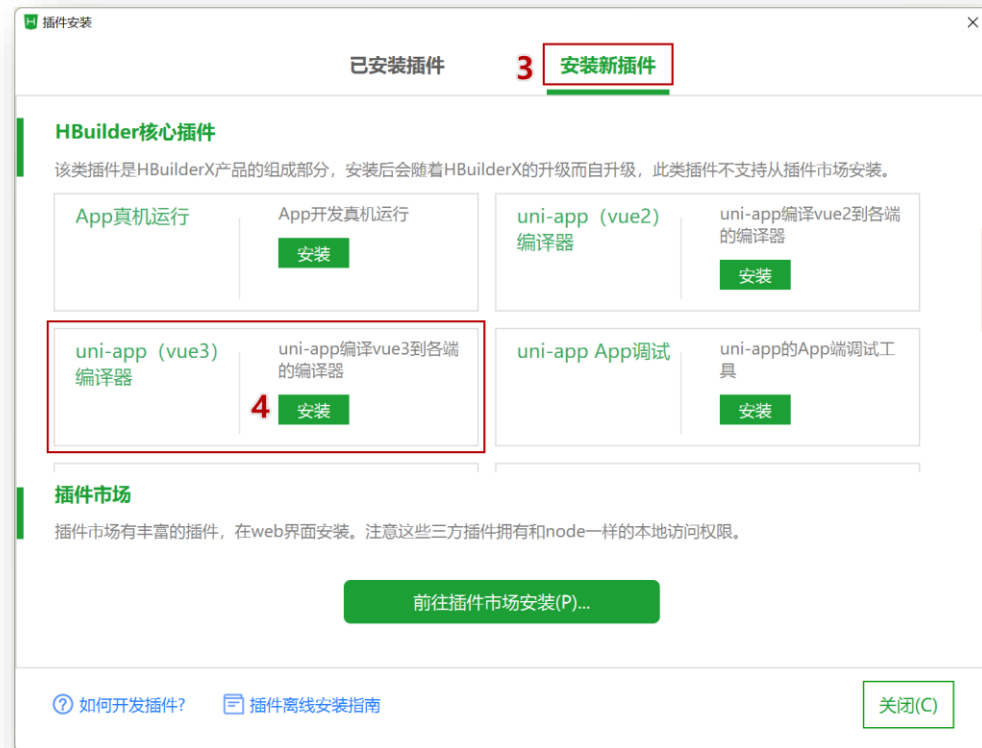 插件安装
已安装插件
3
安装新插件
HBuilder核心插件
该类插件是HBuilderX产品的组成部分，安装后会随着HBuilderX的升级而自升级，此类插件不支持从插件市场安装。
App真机运行
App开发真机运行
安装
uni-app（vue2）
编译器
uni-app编译vue2到各端
的编译器
安装
uni-app（vue3）
编译器
uni-app编译vue3到各端
的编译器
4
安装
uni-app App调试
uni-app的App端调试工
具
安装
插件市场
插件市场有丰富的插件，在web界面安装。注意这些三方插件拥有和node一样的本地访问权限。
前往插件市场安装(P)...
如何开发插件?
插件离线安装指南
关闭(C)